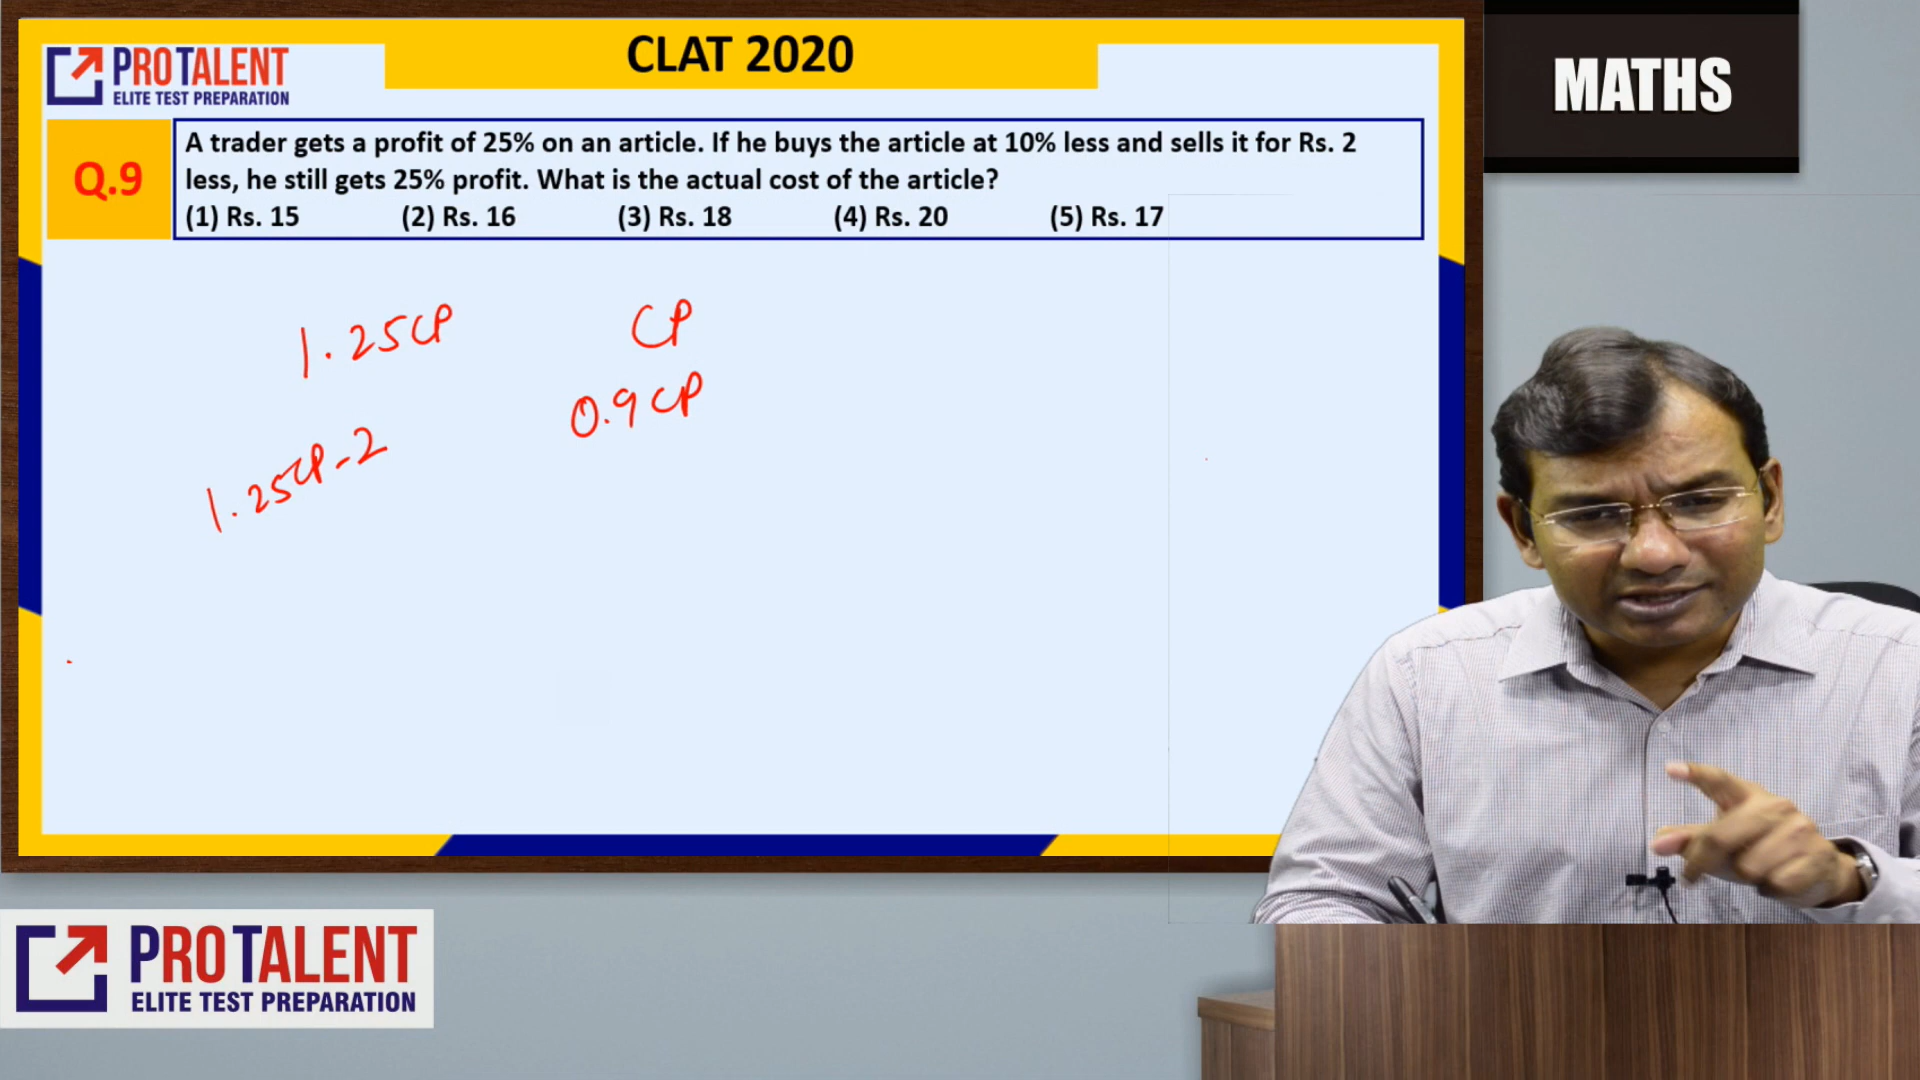 CLAT 2020
MATHS
PROTALENT
ELITE TEST PREPARATION
Q.9
A trader gets a profit of 25% on an article. If he buys the article at 10% less and sells it for Rs. 2
less, he still gets 25% profit. What is the actual cost of the article?
(1) Rs. 15 (2) Rs. 16 (3) Rs. 18 (4) Rs. 20 (5) Rs. 17
1.25CP CP
0.9CP
1.25CP-2
PROTALENT
ELITE TEST PREPARATION